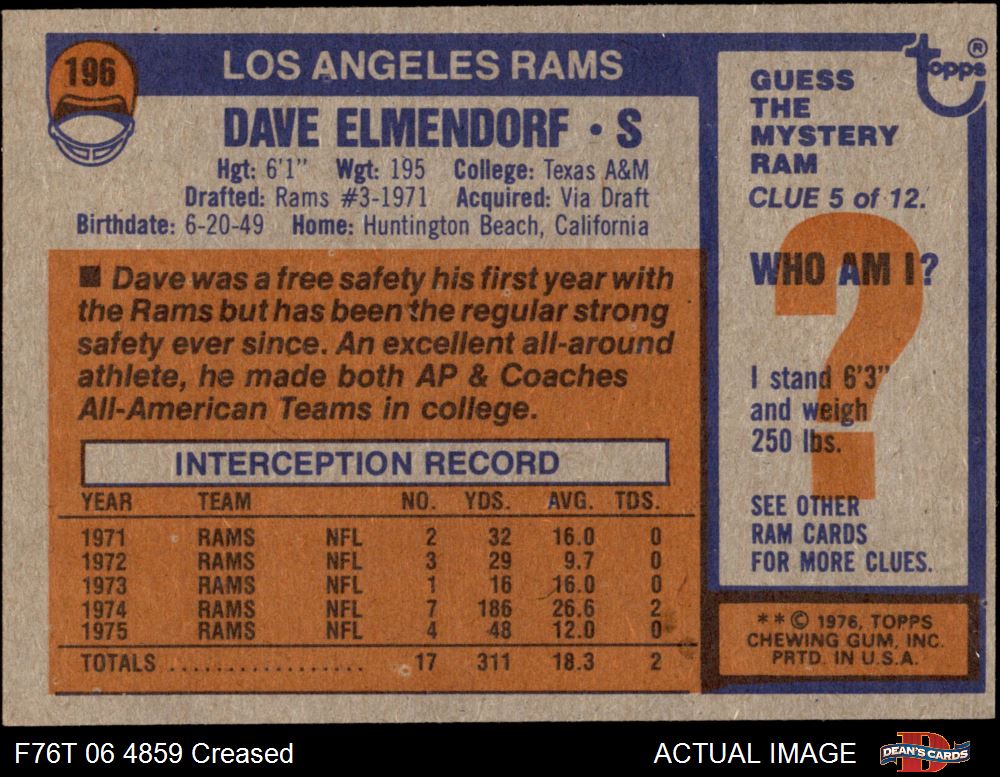 196
LOS ANGELES RAMS
DAVE ELMENDORF • S
Hgt: 6'1" Wgt: 195 College: Texas A&M
Drafted: Rams #3-1971 Acquired: Via Draft
Birthdate: 6-20-49 Home: Huntington Beach, California
■ Dave was a free safety his first year with
the Rams but has been the regular strong
safety ever since. An excellent all-around
athlete, he made both AP & Coaches
All-American Teams in college.
INTERCEPTION RECORD
YEAR TEAM NO. YDS. AVG. TDS.
1971 RAMS NFL 2 32 16.0 0
1972 RAMS NFL 3 29 9.7 0
1973 RAMS NFL 1 16 16.0 0
1974 RAMS NFL 7 186 26.6 2
1975 RAMS NFL 4 48 12.0 0
TOTALS .................. 17 311 18.3 2
topps ®
GUESS
THE
MYSTERY
RAM
CLUE 5 of 12.
?
WHO AM I?
I stand 6'3"
and weigh
250 lbs.
SEE OTHER
RAM CARDS
FOR MORE CLUES.
** © 1976, TOPPS
CHEWING GUM, INC.
PRTD. IN U.S.A.
F76T 06 4859 Creased
ACTUAL IMAGE
DEAN'S CARDS